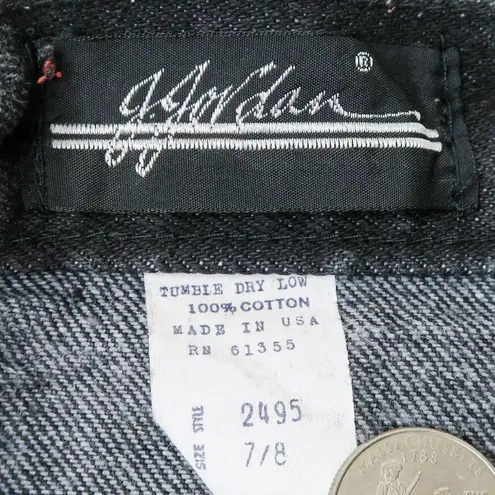 J.Jordan ®
TUMBLE DRY LOW
100% COTTON
MADE IN USA
RN 61355
STYLE 2495
SIZE 7/8
MASSACHUSETTS
1788